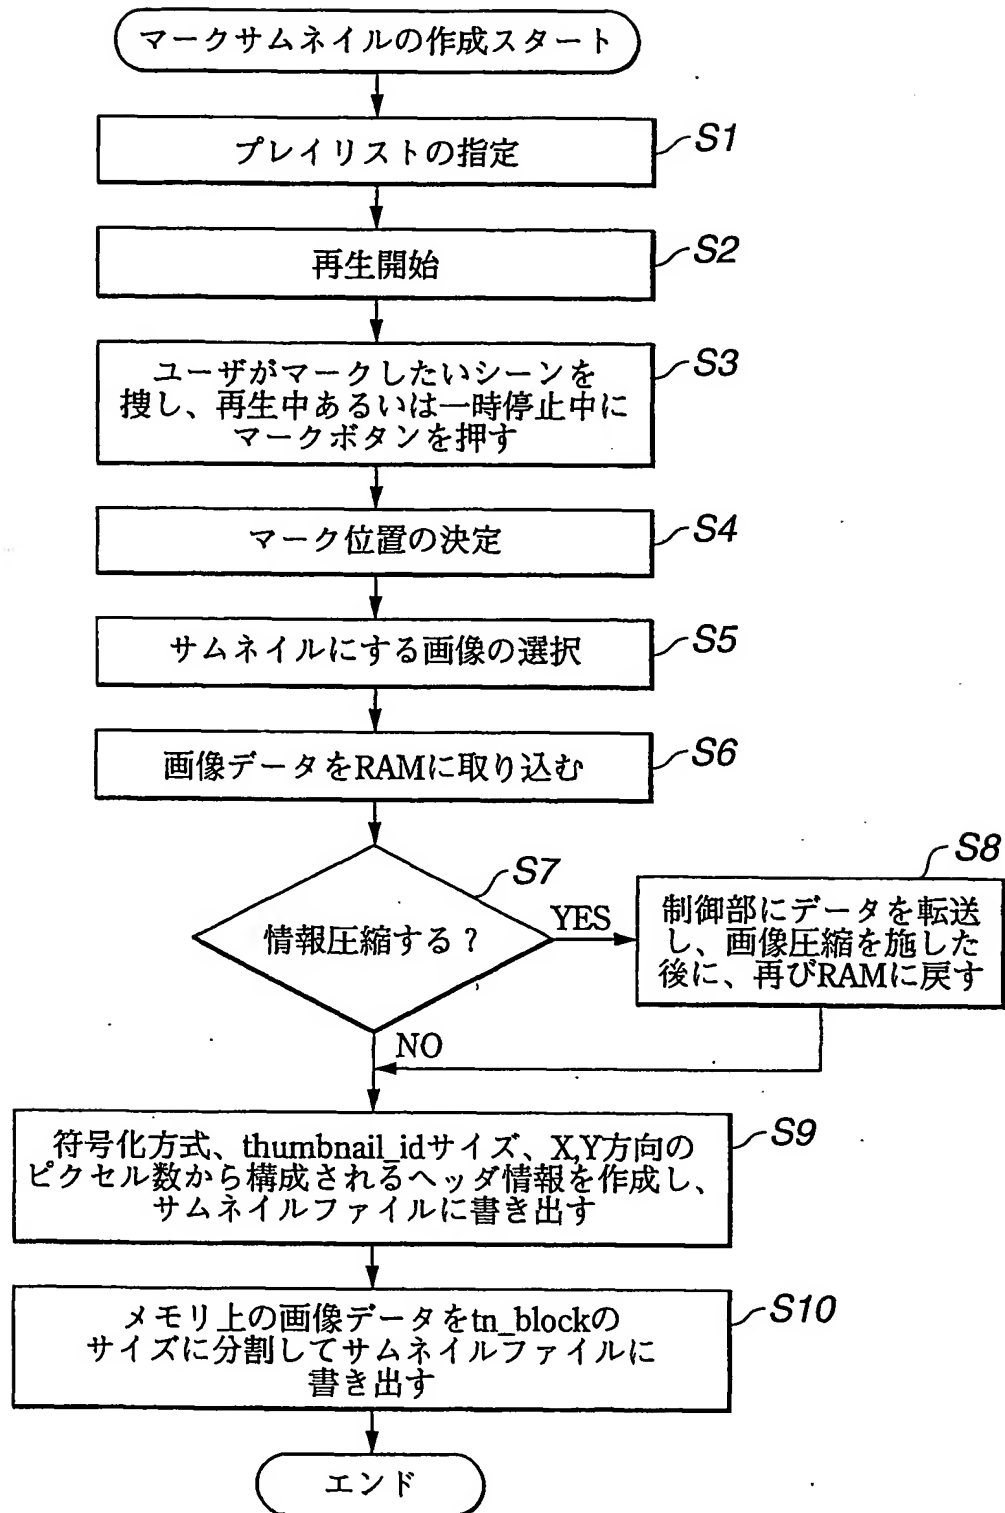 マークサムネイルの作成スタート
プレイリストの指定
S1
再生開始
S2
ユーザがマークしたいシーンを
捜し、再生中あるいは一時停止中に
マークボタンを押す
S3
マーク位置の決定
S4
サムネイルにする画像の選択
S5
画像データをRAMに取り込む
S6
情報圧縮する？
S7
YES
NO
制御部にデータを転送
し、画像圧縮を施した
後に、再びRAMに戻す
S8
符号化方式、thumbnail_idサイズ、X,Y方向の
ピクセル数から構成されるヘッダ情報を作成し、
サムネイルファイルに書き出す
S9
メモリ上の画像データをtn_blockの
サイズに分割してサムネイルファイルに
書き出す
S10
エンド